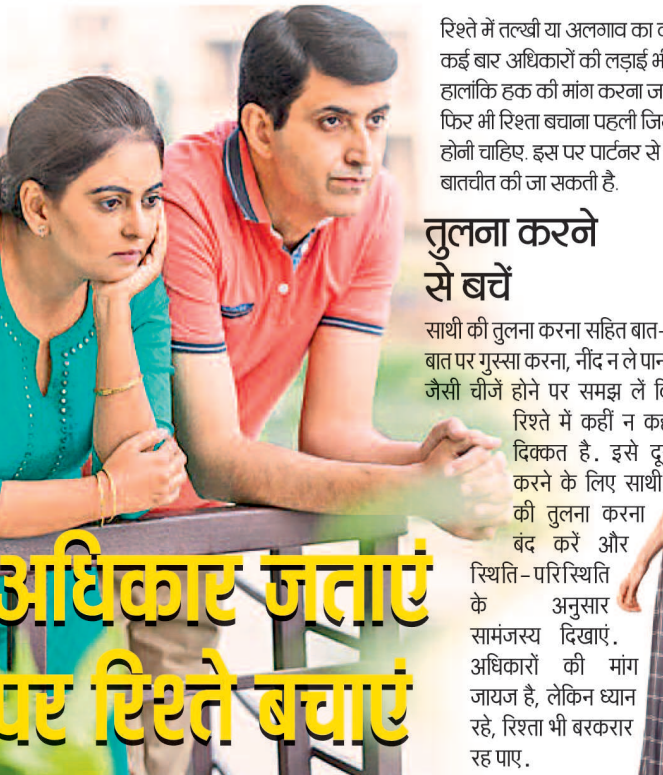 रिश्ते में तल्खी या अलगाव का
कई बार अधिकारों की लड़ाई
हालांकि हक की मांग करना
फिर भी रिश्ता बचाना पहली
होनी चाहिए. इस पर पार्टनर से
बातचीत की जा सकती है.
तुलना करने
से बचें
साथी की तुलना करना सहित बात-
बात पर गुस्सा करना, नींद न ले
जैसी चीजें होने पर समझ लें
रिश्ते में कहीं न
दिक्कत है. इसे
करने के लिए साथी
की तुलना करना
बंद करें और
स्थिति-परिस्थिति
के अनुसार
सामंजस्य दिखाएं.
अधिकारों की मांग
जायज है, लेकिन ध्यान
रहे, रिश्ता भी बरकरार
रह पाए.
अधिकार जताएं
पर रिश्ते बचाएं